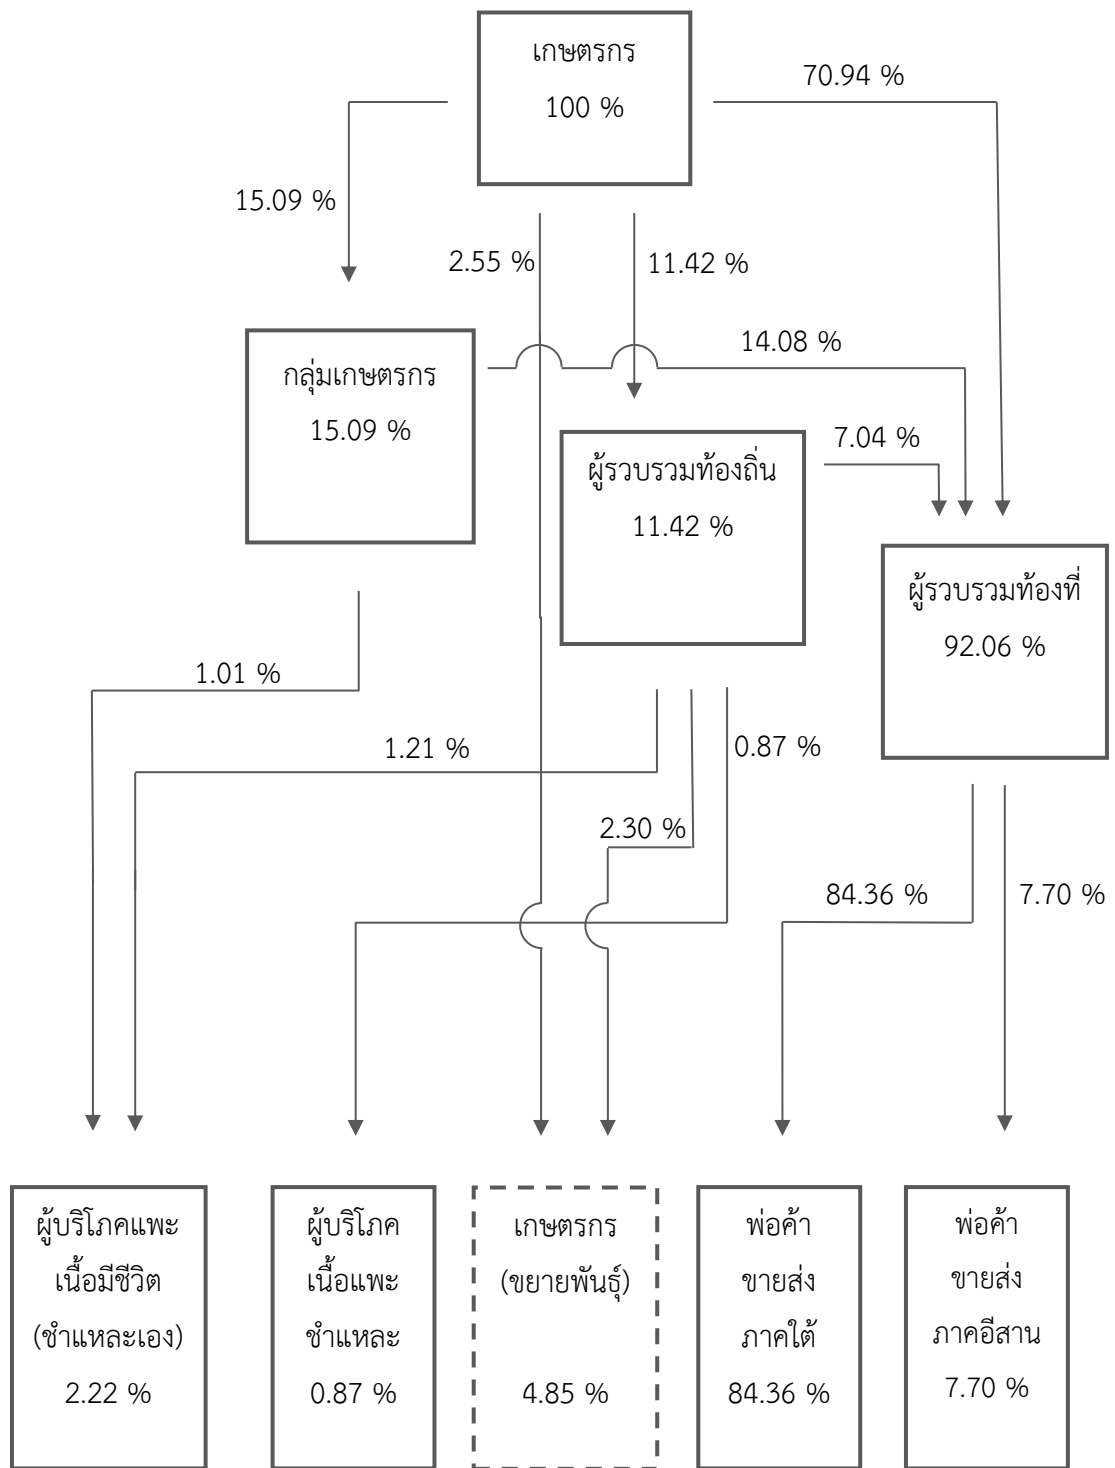 เกษตรกร
100 %
70.94 %
15.09 %
2.55 %
11.42 %
14.08 %
กลุ่มเกษตรกร
15.09 %
7.04 %
ผู้รวบรวมท้องถิ่น
11.42 %
ผู้รวบรวมท้องที่
92.06 %
1.01 %
1.21 %
0.87 %
2.30 %
84.36 %
7.70 %
ผู้บริโภคแพะ
เนื้อมีชีวิต
(ชำแหละเอง)
2.22 %
ผู้บริโภค
เนื้อแพะ
ชำแหละ
0.87 %
เกษตรกร
(ขยายพันธุ์)
4.85 %
พ่อค้า
ขายส่ง
ภาคใต้
84.36 %
พ่อค้า
ขายส่ง
ภาคอีสาน
7.70 %